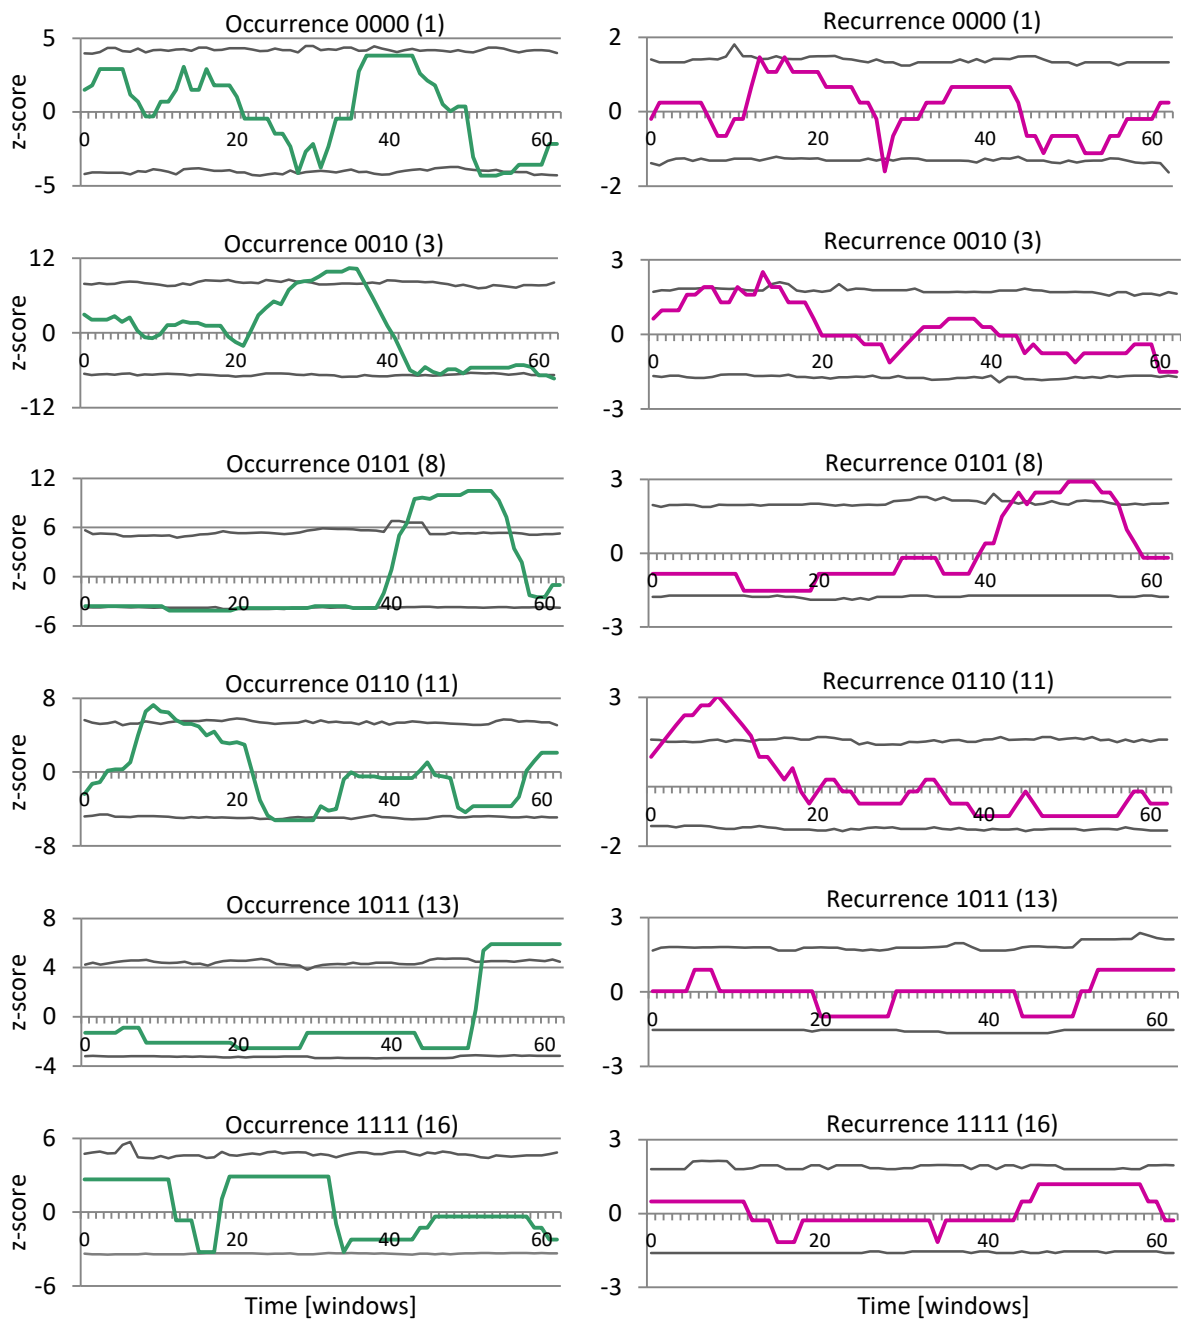 Occurrence 0000 (1)
5
0
-5
z-score
0 20 40 60
Recurrence 0000 (1)
2
0
-2
0 20 40 60
Occurrence 0010 (3)
12
0
-12
z-score
0 20 40 60
Recurrence 0010 (3)
3
0
-3
0 20 40 60
Occurrence 0101 (8)
12
6
0
-6
z-score
0 20 40 60
Recurrence 0101 (8)
3
0
-3
0 20 40 60
Occurrence 0110 (11)
8
0
-8
z-score
0 20 40 60
Recurrence 0110 (11)
3
-2
0 20 40 60
Occurrence 1011 (13)
8
4
0
-4
z-score
0 20 40 60
Recurrence 1011 (13)
3
0
-3
0 20 40 60
Occurrence 1111 (16)
6
0
-6
z-score
0 20 40 60
Time [windows]
Recurrence 1111 (16)
3
0
-3
0 20 40 60
Time [windows]